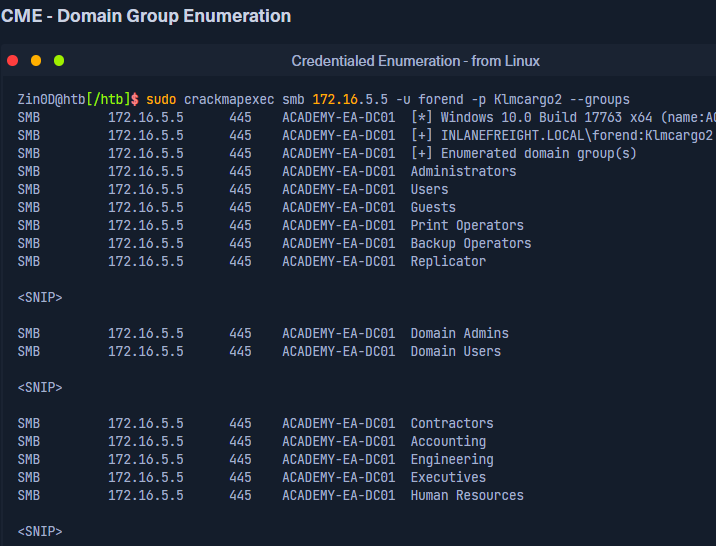 CME - Domain Group Enumeration
Credentialed Enumeration - from Linux
Zin0D@htb[/htb]$ sudo crackmapexec smb 172.16.5.5 -u forend -p Klmcargo2 --groups
SMB 172.16.5.5 445 ACADEMY-EA-DC01 [*] Windows 10.0 Build 17763 x64 (name:AC
SMB 172.16.5.5 445 ACADEMY-EA-DC01 [+] INLANEFREIGHT.LOCAL\forend:Klmcargo2
SMB 172.16.5.5 445 ACADEMY-EA-DC01 [+] Enumerated domain group(s)
SMB 172.16.5.5 445 ACADEMY-EA-DC01 Administrators
SMB 172.16.5.5 445 ACADEMY-EA-DC01 Users
SMB 172.16.5.5 445 ACADEMY-EA-DC01 Guests
SMB 172.16.5.5 445 ACADEMY-EA-DC01 Print Operators
SMB 172.16.5.5 445 ACADEMY-EA-DC01 Backup Operators
SMB 172.16.5.5 445 ACADEMY-EA-DC01 Replicator
<SNIP>
SMB 172.16.5.5 445 ACADEMY-EA-DC01 Domain Admins
SMB 172.16.5.5 445 ACADEMY-EA-DC01 Domain Users
<SNIP>
SMB 172.16.5.5 445 ACADEMY-EA-DC01 Contractors
SMB 172.16.5.5 445 ACADEMY-EA-DC01 Accounting
SMB 172.16.5.5 445 ACADEMY-EA-DC01 Engineering
SMB 172.16.5.5 445 ACADEMY-EA-DC01 Executives
SMB 172.16.5.5 445 ACADEMY-EA-DC01 Human Resources
<SNIP>